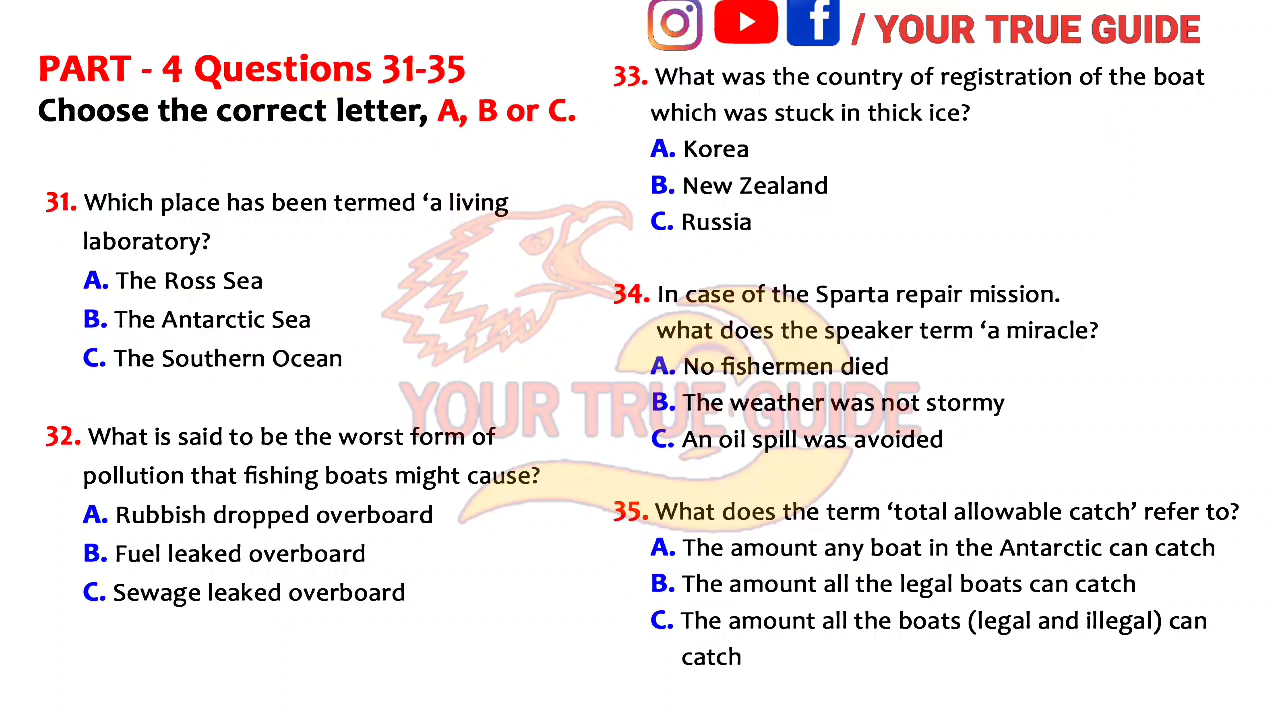 / YOUR TRUE GUIDE
PART - 4 Questions 31-35
Choose the correct letter, A, B or C.
31. Which place has been termed ‘a living
laboratory?
A. The Ross Sea
B. The Antarctic Sea
C. The Southern Ocean
32. What is said to be the worst form of
pollution that fishing boats might cause?
A. Rubbish dropped overboard
B. Fuel leaked overboard
C. Sewage leaked overboard
33. What was the country of registration of the boat
which was stuck in thick ice?
A. Korea
B. New Zealand
C. Russia
34. In case of the Sparta repair mission.
what does the speaker term ‘a miracle?
A. No fishermen died
B. The weather was not stormy
C. An oil spill was avoided
35. What does the term ‘total allowable catch’ refer to?
A. The amount any boat in the Antarctic can catch
B. The amount all the legal boats can catch
C. The amount all the boats (legal and illegal) can
catch
YOUR TRUE GUIDE